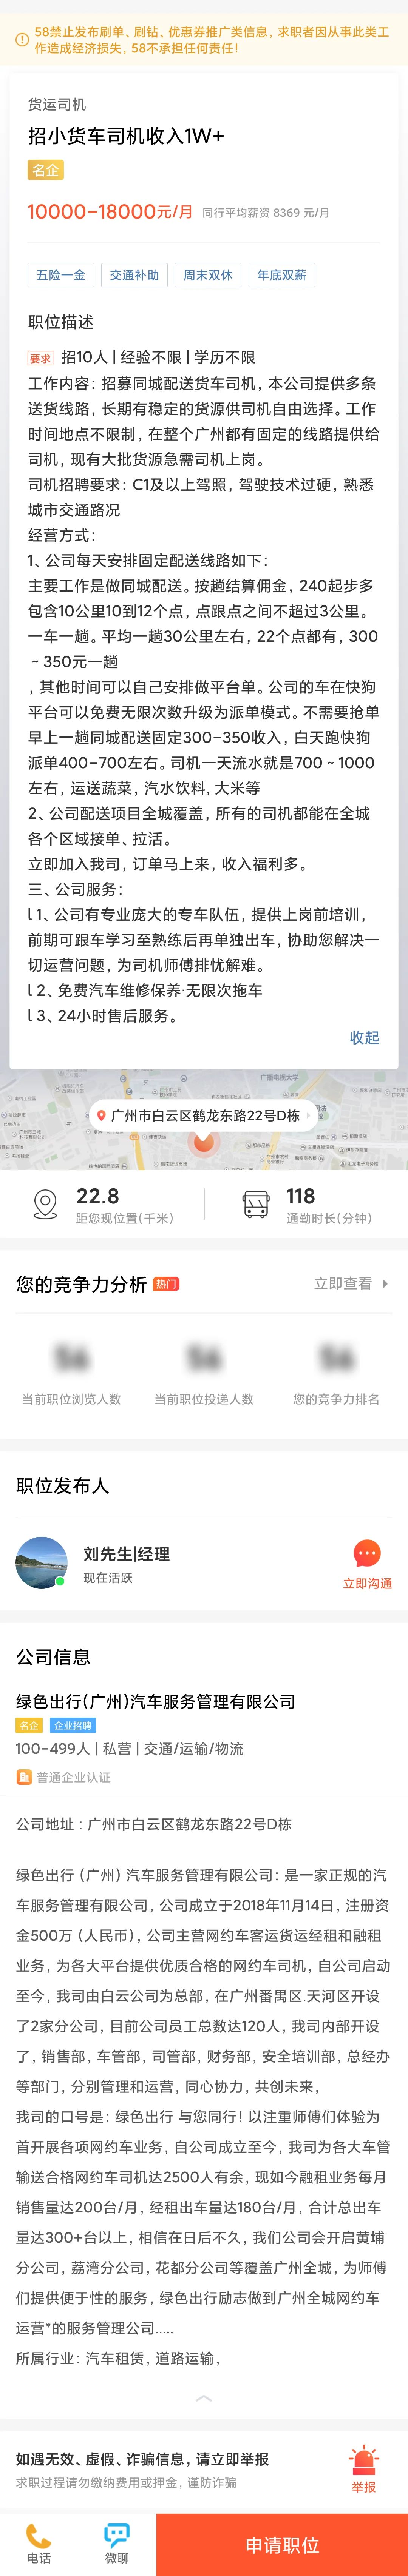 58禁止发布刷单、刷钻、优惠券推广类信息，求职者因从事此类工
作造成经济损失，58不承担任何责任！
货运司机
招小货车司机收入1W+
名企
10000-18000元/月 同行平均薪资 8369 元/月
五险一金 交通补助 周末双休 年底双薪
职位描述
要求 招10人 | 经验不限 | 学历不限
工作内容：招募同城配送货车司机，本公司提供多条
送货线路，长期有稳定的货源供司机自由选择。工作
时间地点不限制，在整个广州都有固定的线路提供给
司机，现有大批货源急需司机上岗。
司机招聘要求：C1及以上驾照，驾驶技术过硬，熟悉
城市交通路况
经营方式：
1、公司每天安排固定配送线路如下：
主要工作是做同城配送。按趟结算佣金，240起步多
包含10公里10到12个点，点跟点之间不超过3公里。
一车一趟。平均一趟30公里左右，22个点都有，300
～350元一趟
，其他时间可以自己安排做平台单。公司的车在快狗
平台可以免费无限次数升级为派单模式。不需要抢单
早上一趟同城配送固定300-350收入，白天跑快狗
派单400-700左右。司机一天流水就是700～1000
左右，运送蔬菜，汽水饮料,大米等
2、公司配送项目全城覆盖，所有的司机都能在全城
各个区域接单、拉活。
立即加入我司，订单马上来，收入福利多。
三、公司服务：
l 1、公司有专业庞大的专车队伍，提供上岗前培训，
前期可跟车学习至熟练后再单独出车，协助您解决一
切运营问题，为司机师傅排忧解难。
l 2、免费汽车维修保养·无限次拖车
l 3、24小时售后服务。
收起
广州市白云区鹤龙东路22号D栋
22.8 118
距您现位置(千米) 通勤时长(分钟)
您的竞争力分析 热门 立即查看
当前职位浏览人数 当前职位投递人数 您的竞争力排名
职位发布人
刘先生|经理
现在活跃
立即沟通
公司信息
绿色出行(广州)汽车服务管理有限公司
名企 企业招聘
100-499人 | 私营 | 交通/运输/物流
普通企业认证
公司地址：广州市白云区鹤龙东路22号D栋
绿色出行（广州）汽车服务管理有限公司：是一家正规的汽
车服务管理有限公司，公司成立于2018年11月14日，注册资
金500万（人民币），公司主营网约车客运货运经租和融租
业务，为各大平台提供优质合格的网约车司机，自公司启动
至今，我司由白云公司为总部，在广州番禺区.天河区开设
了2家分公司，目前公司员工总数达120人，我司内部开设
了，销售部，车管部，司管部，财务部，安全培训部，总经办
等部门，分别管理和运营，同心协力，共创未来，
我司的口号是：绿色出行 与您同行！以注重师傅们体验为
首开展各项网约车业务，自公司成立至今，我司为各大车管
输送合格网约车司机达2500人有余，现如今融租业务每月
销售量达200台/月，经租出车量达180台/月，合计总出车
量达300+台以上，相信在日后不久，我们公司会开启黄埔
分公司，荔湾分公司，花都分公司等覆盖广州全城，为师傅
们提供便于性的服务，绿色出行励志做到广州全城网约车
运营*的服务管理公司.....
所属行业：汽车租赁，道路运输，
如遇无效、虚假、诈骗信息，请立即举报
求职过程请勿缴纳费用或押金，谨防诈骗
举报
电话 微聊 申请职位